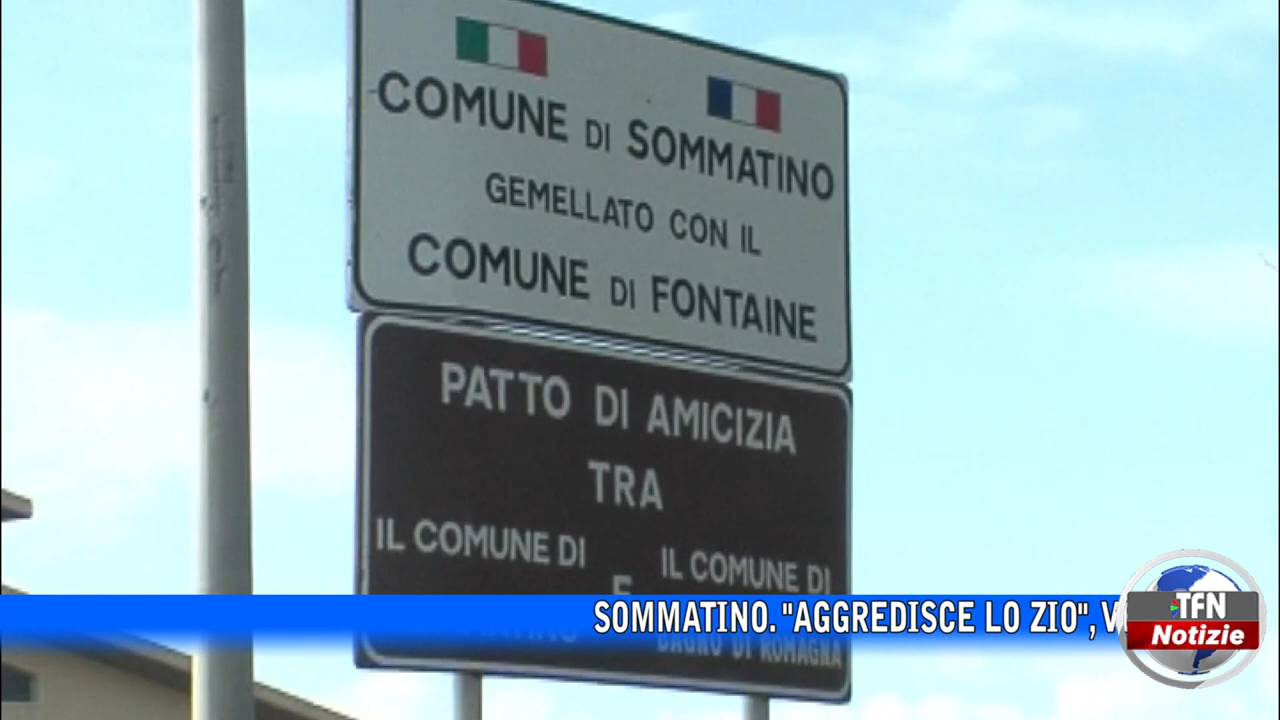 COMUNE DI SOMMATINO
GEMELLATO CON IL
COMUNE DI FONTAINE
PATTO DI AMICIZIA
TRA
IL COMUNE DI E IL COMUNE DI
BAGNO DI ROMAGNA
SOMMATINO. "AGGREDISCE LO ZIO",
TFN
Notizie